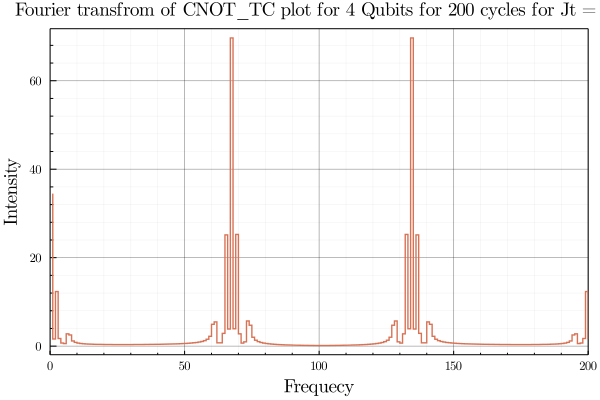 Fourier transfrom of CNOT_TC plot for 4 Qubits for 200 cycles for Jt =
60
40
20
0
Intensity
0 50 100 150 200
Frequecy